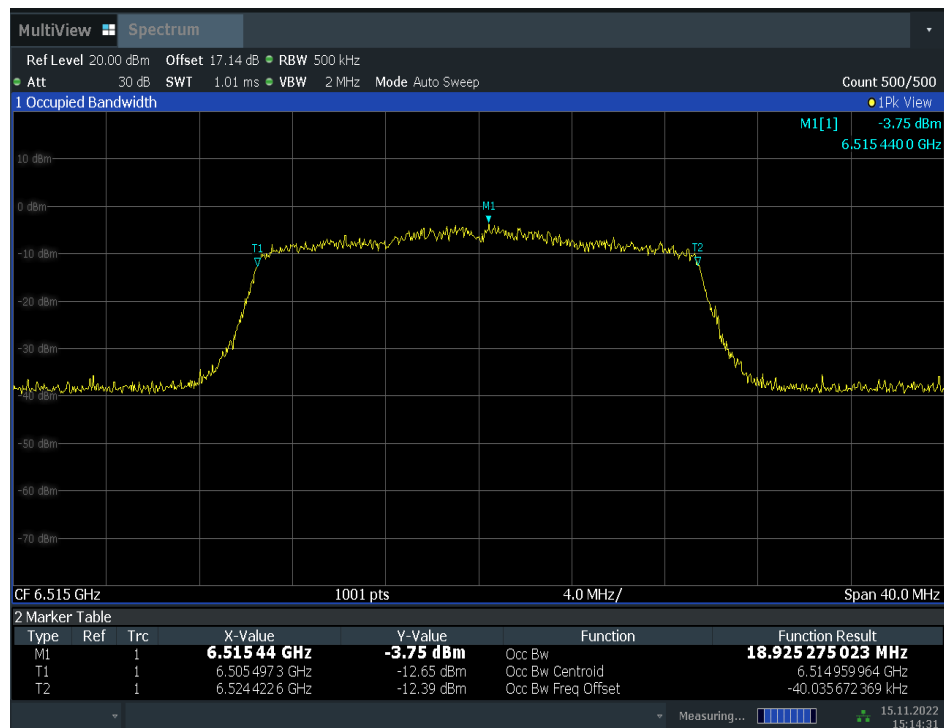 MultiView Spectrum
Ref Level 20.00 dBm Offset 17.14 dB RBW 500 kHz
Att 30 dB SWT 1.01 ms VBW 2 MHz Mode Auto Sweep Count 500/500
1 Occupied Bandwidth 1Pk View
M1[1] -3.75 dBm
6.515 4400 GHz
10 dBm
0 dBm
M1
T1
T2
-10 dBm
-20 dBm
-30 dBm
-40 dBm
-50 dBm
-60 dBm
-70 dBm
CF 6.515 GHz 1001 pts 4.0 MHz/ Span 40.0 MHz
2 Marker Table
Type Ref Trc X-Value Y-Value Function Function Result
M1 1 6.51544 GHz -3.75 dBm Occ Bw 18.925 275 023 MHz
T1 1 6.505 497 3 GHz -12.65 dBm Occ Bw Centroid 6.514 959 964 GHz
T2 1 6.524 422 6 GHz -12.39 dBm Occ Bw Freq Offset -40.035 672 369 kHz
Measuring... 15.11.2022
15:14:31